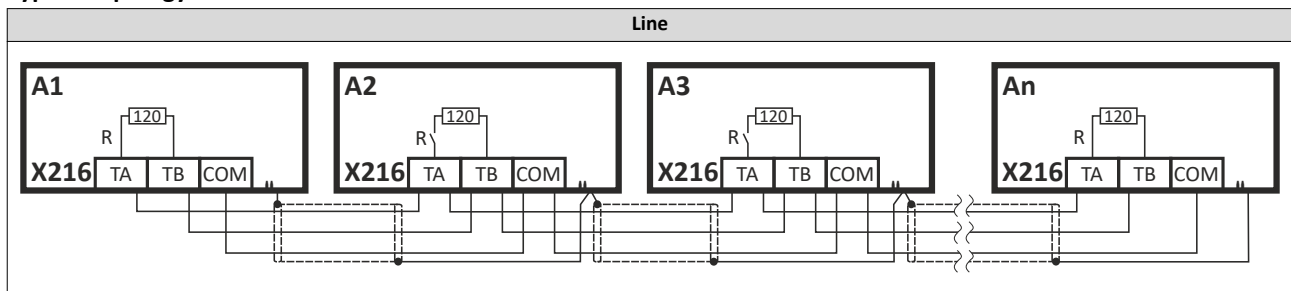 Line
A1 A2 A3 An
120 120 120 120
R R R R
X216 TA TB COM X216 TA TB COM X216 TA TB COM X216 TA TB COM